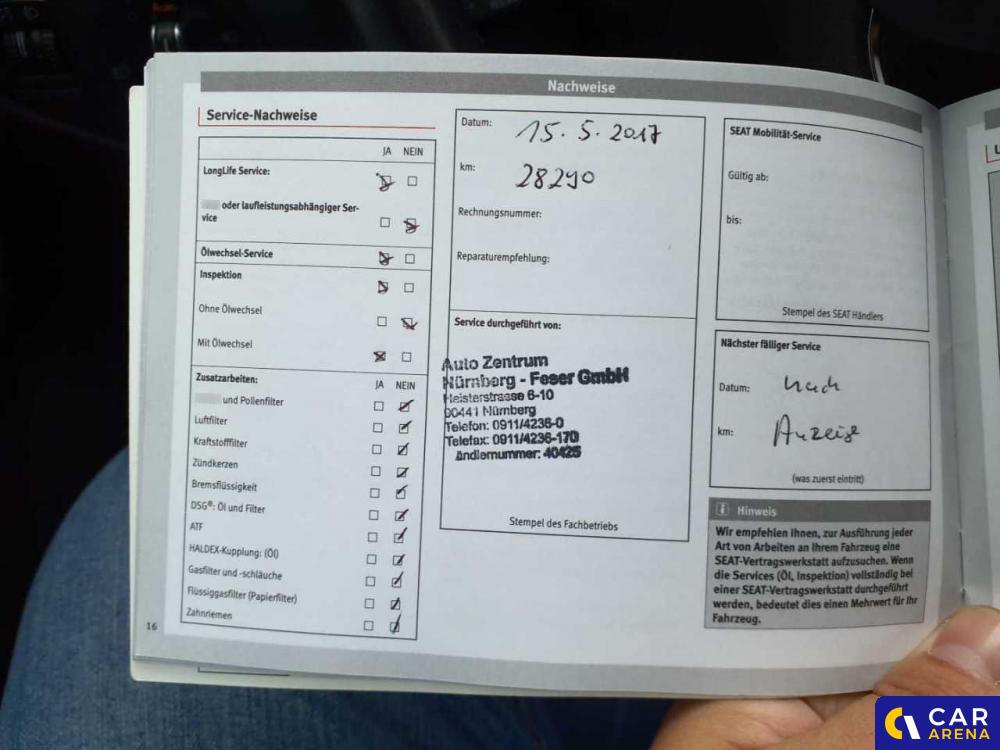 Nachweise
Service-Nachweise
JA NEIN
LongLife Service:
oder laufleistungsabhängiger Ser-
vice
Ölwechsel-Service
Inspektion
Ohne Ölwechsel
Mit Ölwechsel
Zusatzarbeiten: JA NEIN
und Pollenfilter
Luftfilter
Kraftstofffilter
Zündkerzen
Bremsflüssigkeit
DSG®: Öl und Filter
ATF
HALDEX-Kupplung: (Öl)
Gasfilter und -schläuche
Flüssiggasfilter (Papierfilter)
Zahnriemen
16
Datum: 15. 5. 2017
km: 28290
Rechnungsnummer:
Reparaturempfehlung:
Service durchgeführt von:
Auto Zentrum
Nürnberg - Feser GmbH
Heisterstrasse 6-10
90441 Nürnberg
Telefon: 0911/4236-0
Telefax: 0911/4236-170
ändlernummer: 40425
Stempel des Fachbetriebs
SEAT Mobilität-Service
Gültig ab:
bis:
Stempel des SEAT Händlers
Nächster fälliger Service
Datum: nach
km: Anzeige
(was zuerst eintritt)
i Hinweis
Wir empfehlen Ihnen, zur Ausführung jeder
Art von Arbeiten an Ihrem Fahrzeug eine
SEAT-Vertragswerkstatt aufzusuchen. Wenn
die Services (Öl, Inspektion) vollständig bei
einer SEAT-Vertragswerkstatt durchgeführt
werden, bedeutet dies einen Mehrwert für Ihr
Fahrzeug.
CAR
ARENA